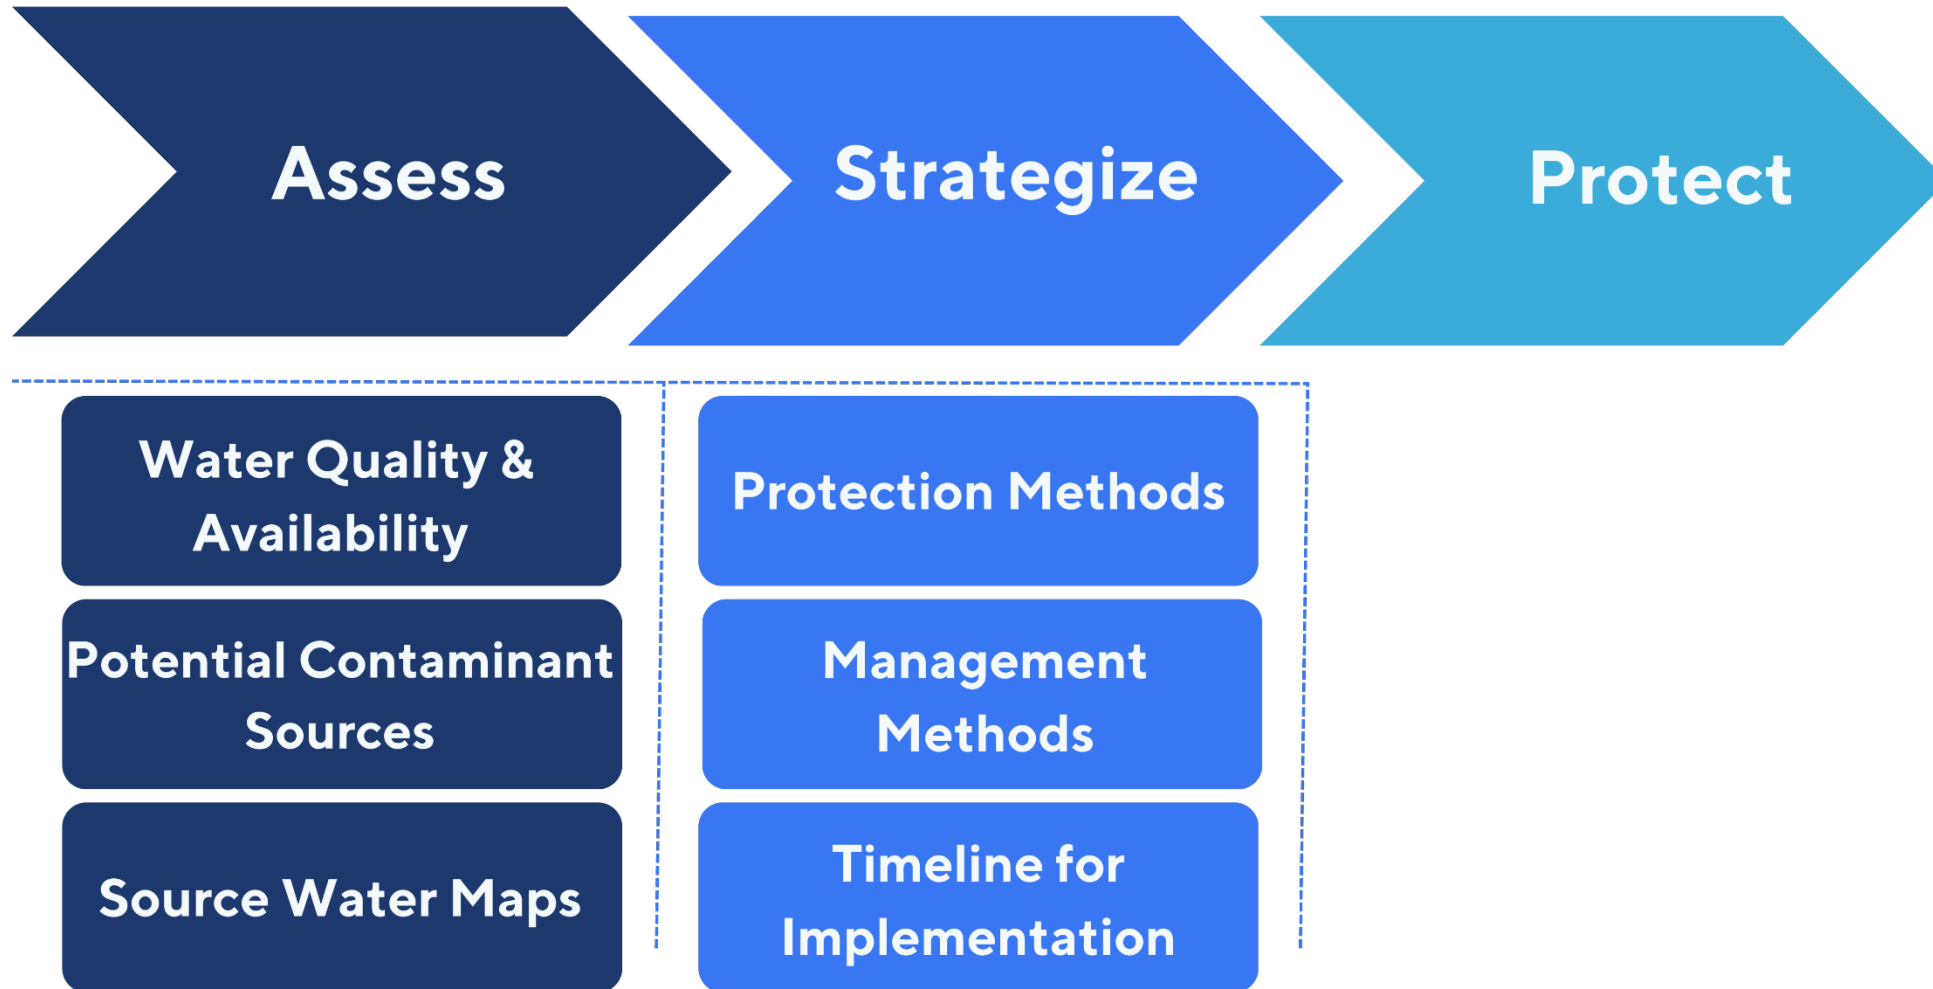 Assess
Strategize
Protect
Water Quality &
Availability
Potential Contaminant
Sources
Source Water Maps
Protection Methods
Management
Methods
Timeline for
Implementation